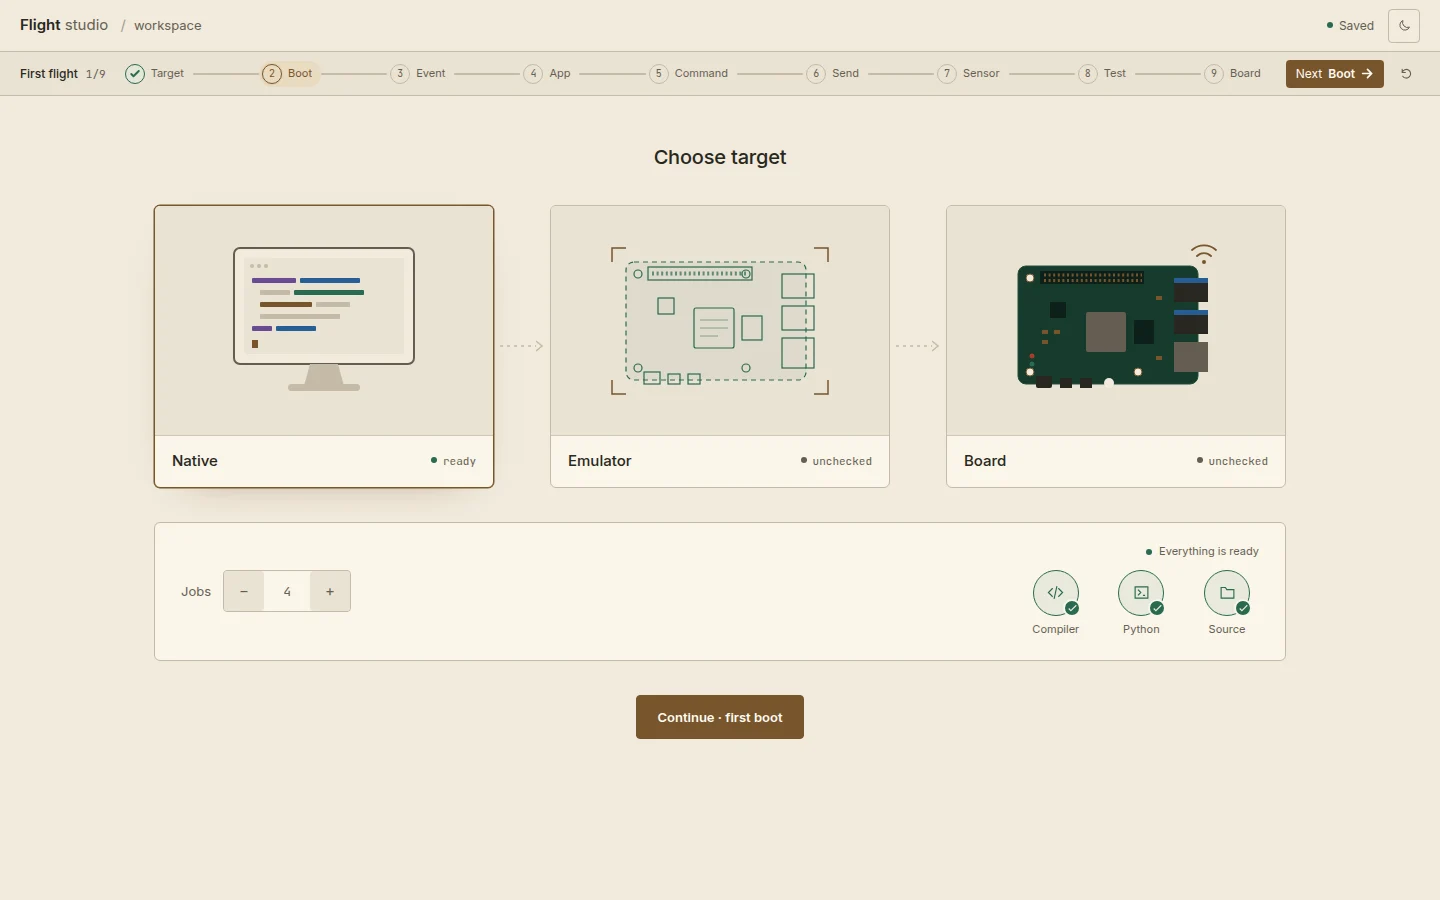 Flight studio / workspace
Saved
First flight 1/9
Target
2 Boot
3 Event
4 App
5 Command
6 Send
7 Sensor
8 Test
9 Board
Next Boot →
Choose target
Native
ready
Emulator
unchecked
Board
unchecked
Everything is ready
Jobs − 4 +
Compiler
Python
Source
Continue · first boot